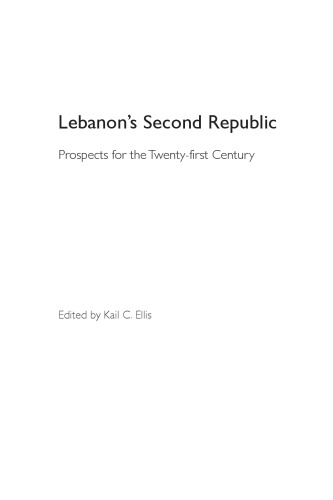 Lebanon's Second Republic
Prospects for the Twenty-first Century
Edited by Kail C. Ellis